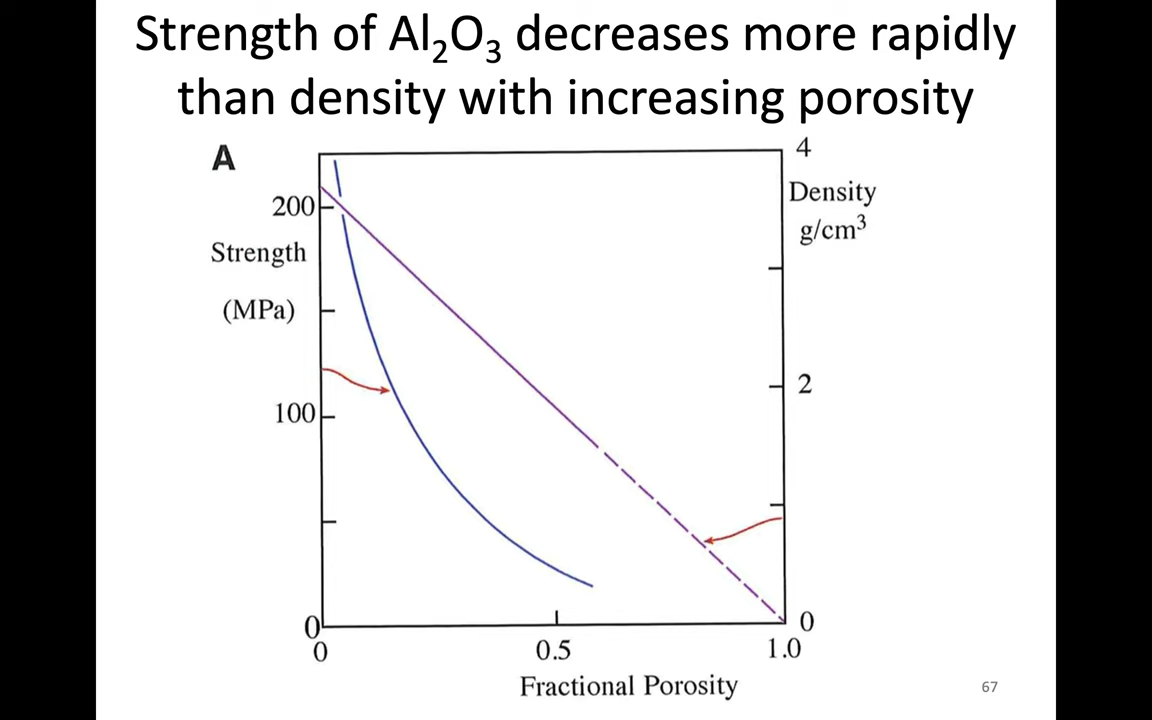 Strength of Al₂O₃ decreases more rapidly
than density with increasing porosity
A
4
Density
g/cm³
200
Strength
(MPa)
2
100
0
0
0
0.5
1.0
Fractional Porosity
67